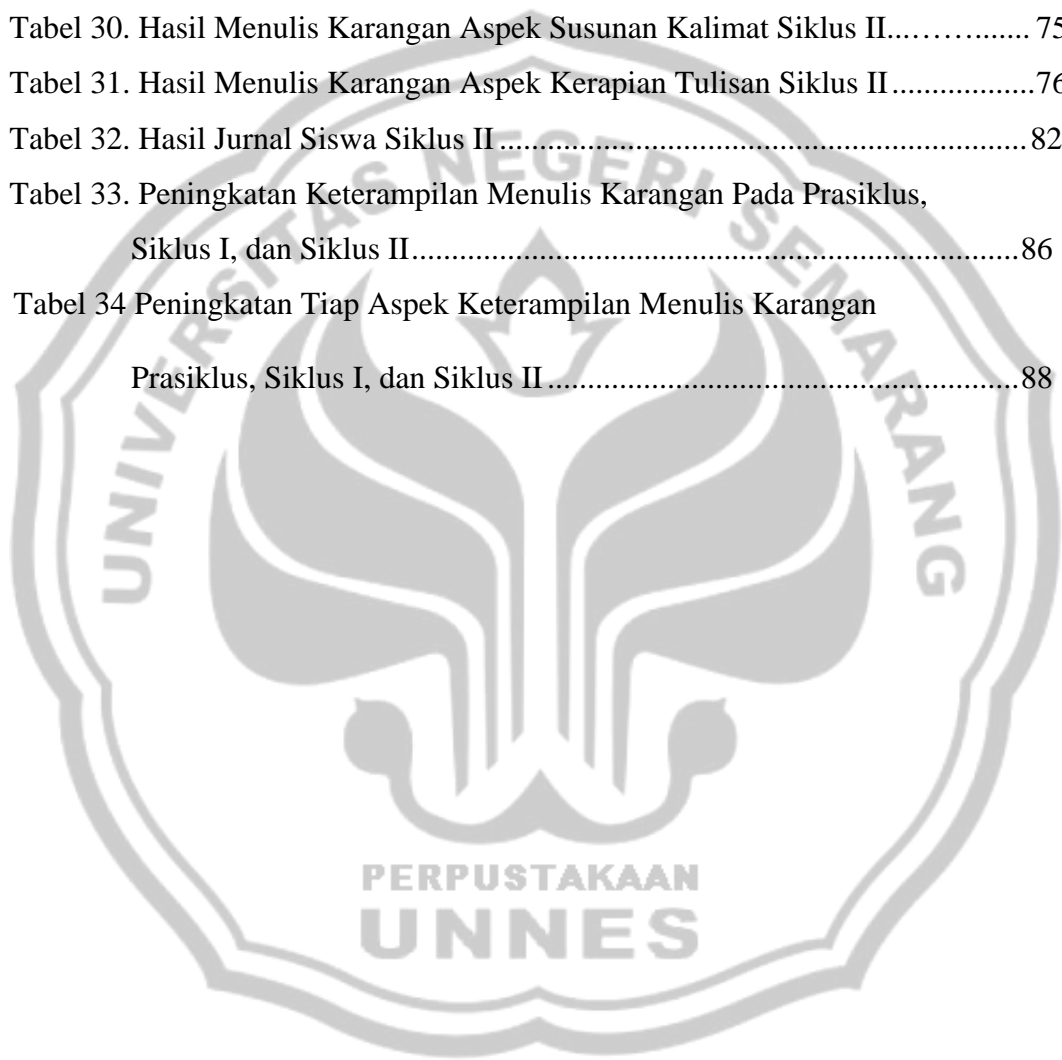 Tabel 30. Hasil Menulis Karangan Aspek Susunan Kalimat Siklus II...……....... 75
Tabel 31. Hasil Menulis Karangan Aspek Kerapian Tulisan Siklus II..................76
Tabel 32. Hasil Jurnal Siswa Siklus II ................................................................... 82
Tabel 33. Peningkatan Keterampilan Menulis Karangan Pada Prasiklus,
Siklus I, dan Siklus II.............................................................................86
Tabel 34 Peningkatan Tiap Aspek Keterampilan Menulis Karangan
Prasiklus, Siklus I, dan Siklus II............................................................88
UNIVERSITAS NEGERI SEMARANG
PERPUSTAKAAN
UNNES